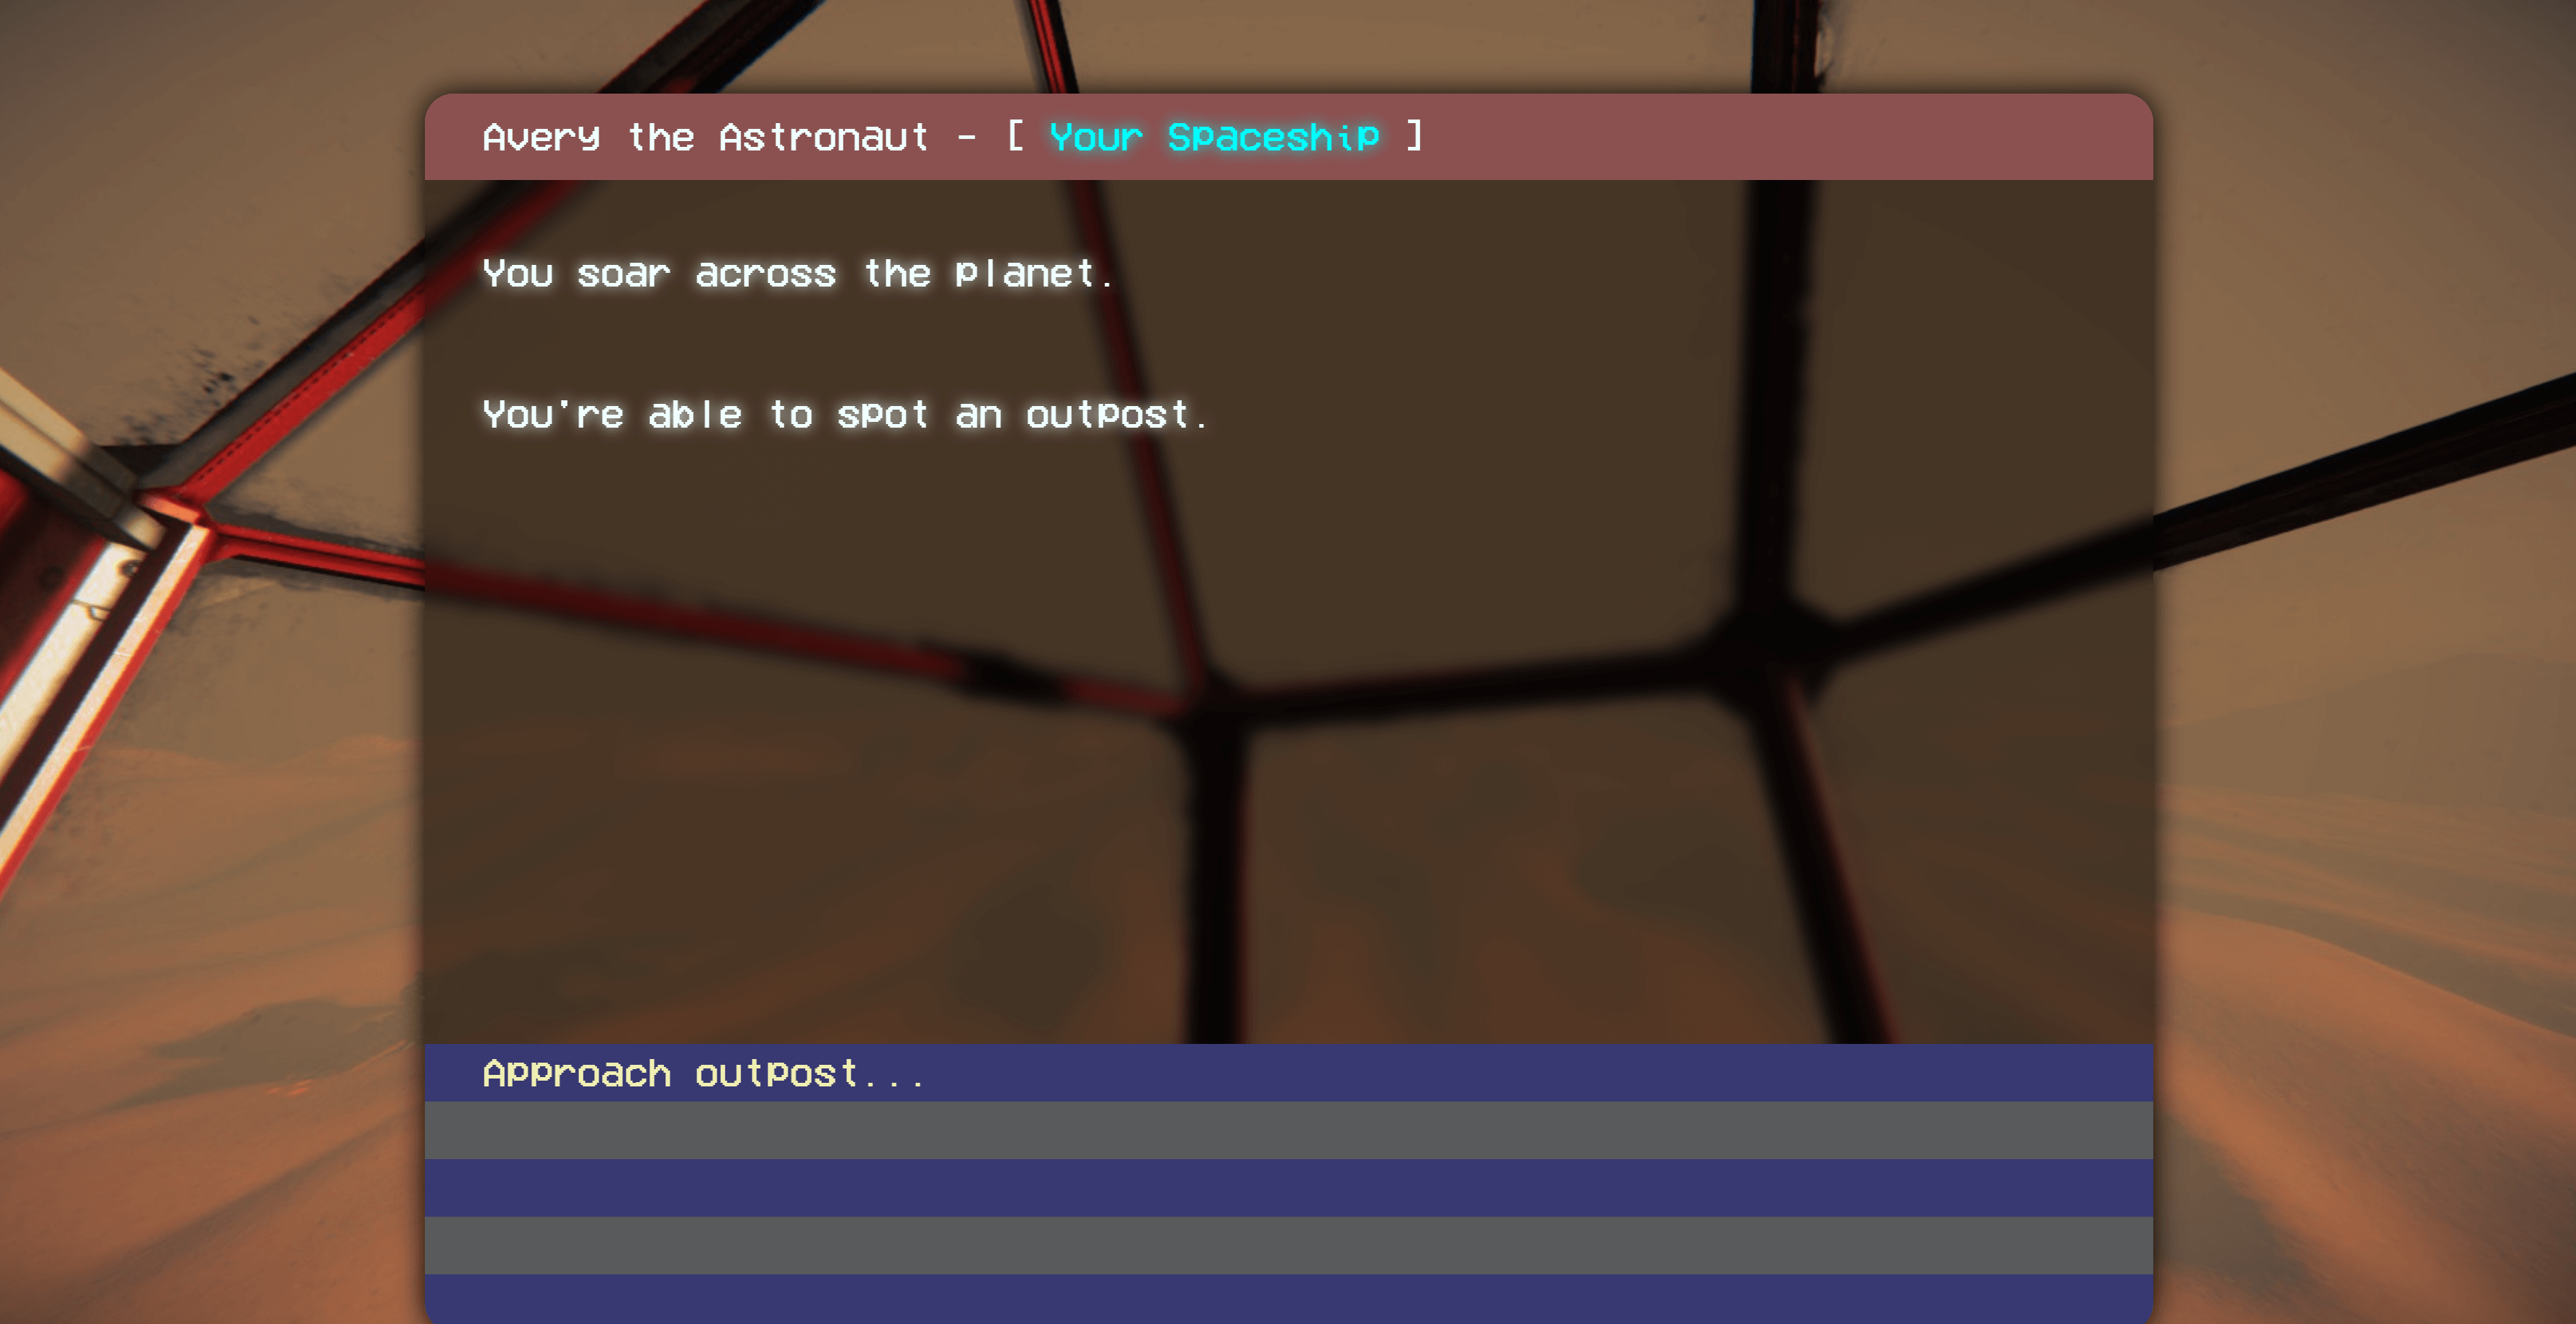 Avery the Astronaut - [ Your Spaceship ]
You soar across the planet.
You're able to spot an outpost.
Approach outpost...